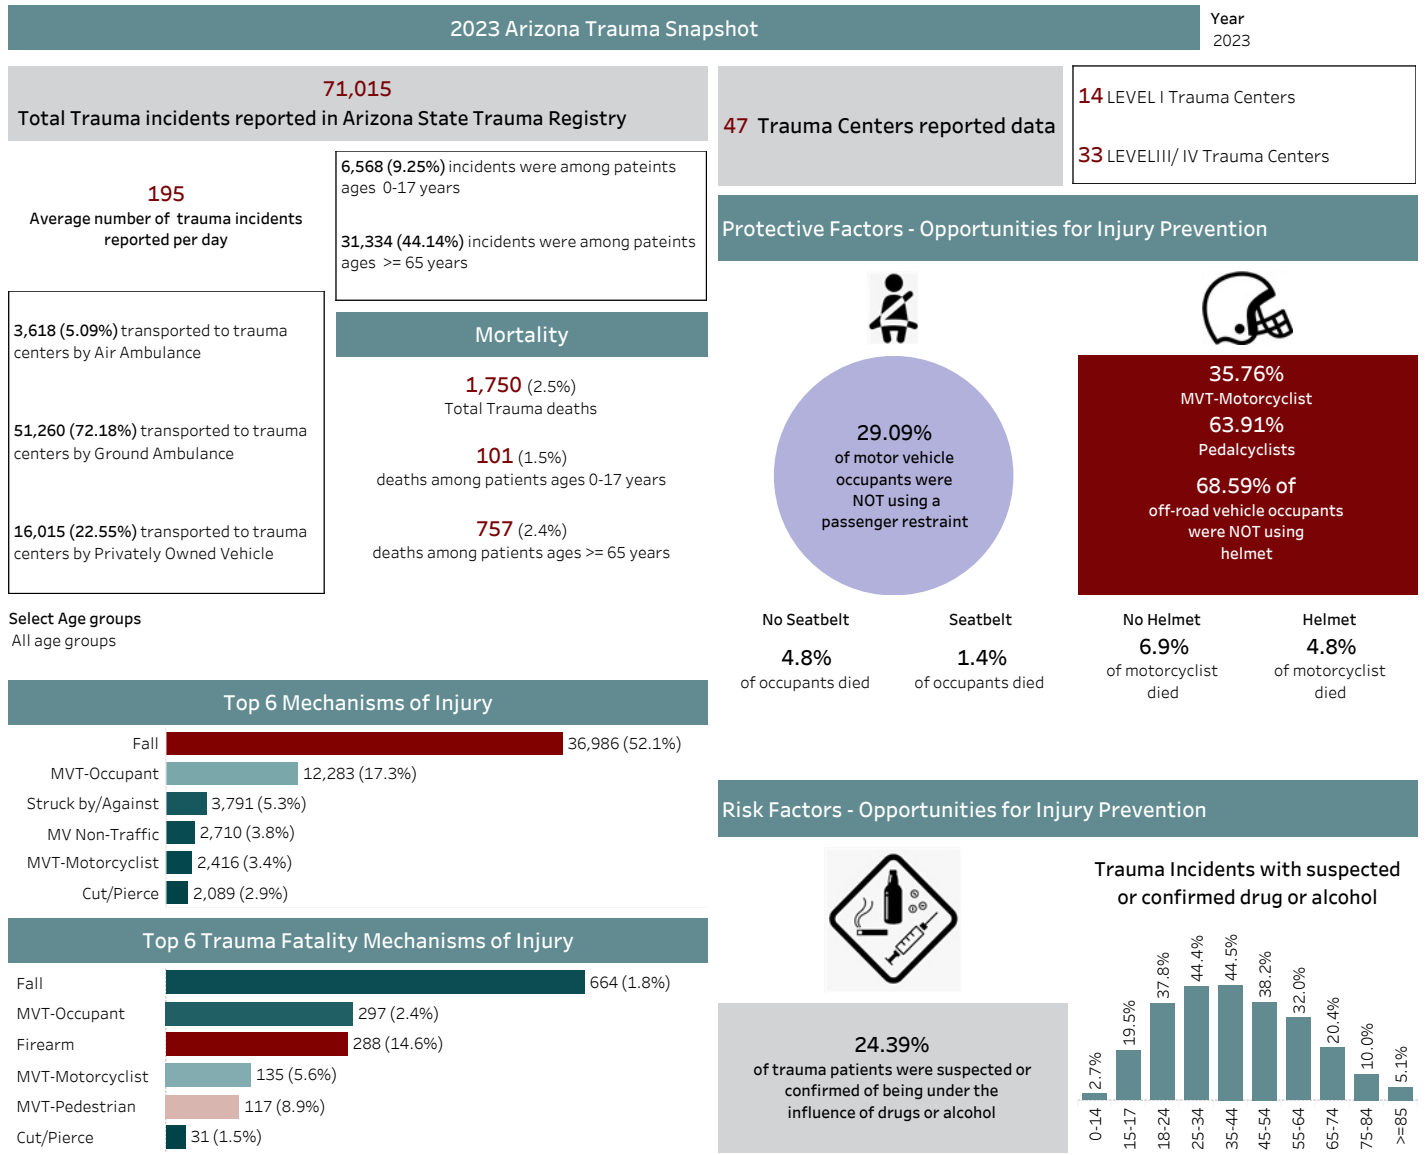 2023 Arizona Trauma Snapshot
Year
2023
71,015
Total Trauma incidents reported in Arizona State Trauma Registry
195
Average number of trauma incidents
reported per day
6,568 (9.25%) incidents were among pateints
ages 0-17 years
31,334 (44.14%) incidents were among pateints
ages >= 65 years
3,618 (5.09%) transported to trauma
centers by Air Ambulance
51,260 (72.18%) transported to trauma
centers by Ground Ambulance
16,015 (22.55%) transported to trauma
centers by Privately Owned Vehicle
Mortality
1,750 (2.5%)
Total Trauma deaths
101 (1.5%)
deaths among patients ages 0-17 years
757 (2.4%)
deaths among patients ages >= 65 years
Select Age groups
All age groups
Top 6 Mechanisms of Injury
Fall 36,986 (52.1%)
MVT-Occupant 12,283 (17.3%)
Struck by/Against 3,791 (5.3%)
MV Non-Traffic 2,710 (3.8%)
MVT-Motorcyclist 2,416 (3.4%)
Cut/Pierce 2,089 (2.9%)
Top 6 Trauma Fatality Mechanisms of Injury
Fall 664 (1.8%)
MVT-Occupant 297 (2.4%)
Firearm 288 (14.6%)
MVT-Motorcyclist 135 (5.6%)
MVT-Pedestrian 117 (8.9%)
Cut/Pierce 31 (1.5%)
47 Trauma Centers reported data
14 LEVEL I Trauma Centers
33 LEVELIII/ IV Trauma Centers
Protective Factors - Opportunities for Injury Prevention
29.09%
of motor vehicle
occupants were
NOT using a
passenger restraint
35.76%
MVT-Motorcyclist
63.91%
Pedalcyclists
68.59% of
off-road vehicle occupants
were NOT using
helmet
No Seatbelt
4.8%
of occupants died
Seatbelt
1.4%
of occupants died
No Helmet
6.9%
of motorcyclist
died
Helmet
4.8%
of motorcyclist
died
Risk Factors - Opportunities for Injury Prevention
24.39%
of trauma patients were suspected or
confirmed of being under the
influence of drugs or alcohol
Trauma Incidents with suspected
or confirmed drug or alcohol
2.7% 19.5% 37.8% 44.4% 44.5% 38.2% 32.0% 20.4% 10.0% 5.1%
0-14 15-17 18-24 25-34 35-44 45-54 55-64 65-74 75-84 >=85